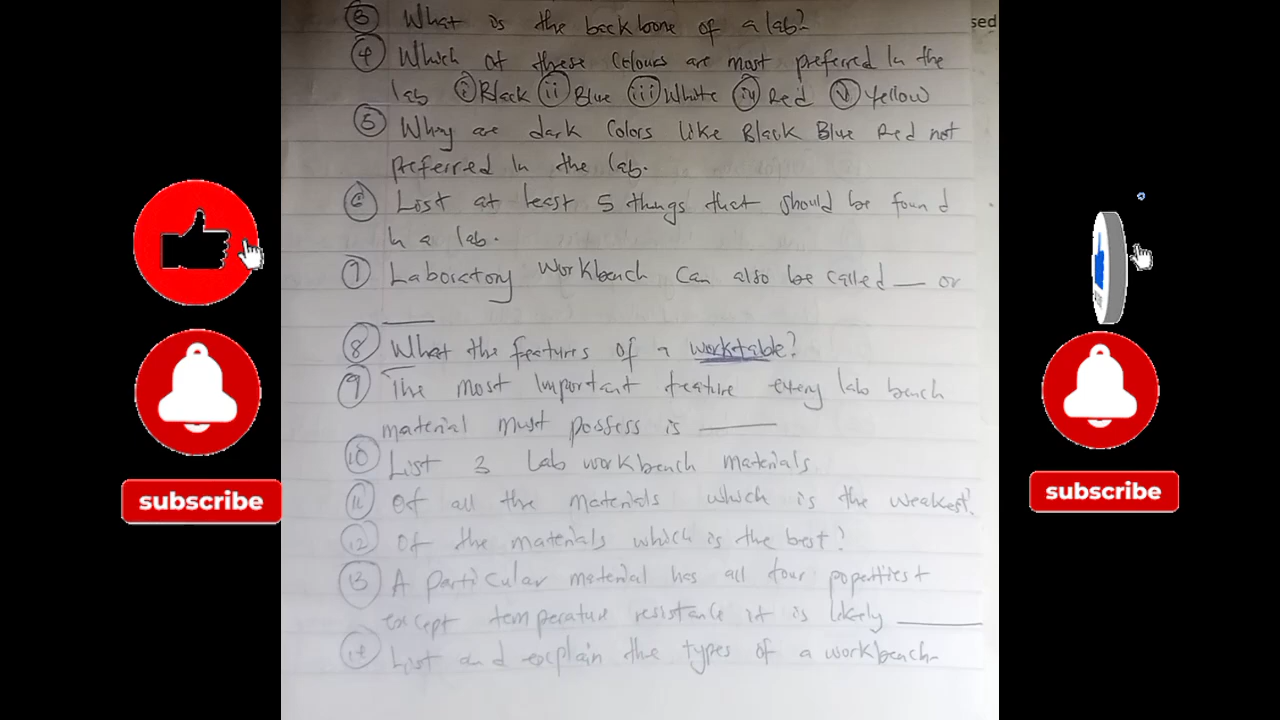 ③ What is the backbone of a lab?
sed
④ Which of these Colours are most preferred In the
lab ⓘ Black ⓘⓘ Blue ⓘⓘⓘ White ⓘⓥ Red ⓥ Yellow
⑤ Why are dark Colors like Black Blue Red not
preferred In the lab.
⑥ List at least 5 things that should be found
In a lab.
⑦ Laboratory Workbench Can also be called ___ or
___
⑧ What the features of a worktable?
⑨ The most Important feature every lab bench
material must possess is ___
⑩ List 3 Lab workbench materials
⑪ Of all the materials which is the weakest?
⑫ Of the materials which is the best?
⑬ A particular material has all four
except temperature resistance it is likely ___
⑭ List and explain the types of a workbench-
subscribe
subscribe